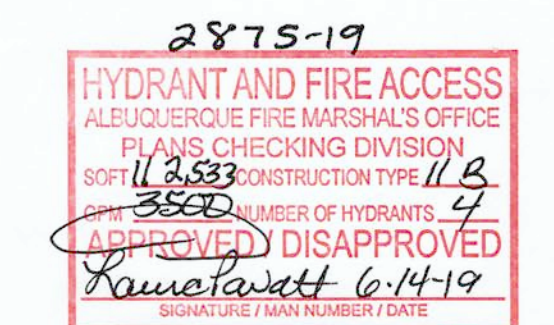 2875-19
HYDRANT AND FIRE ACCESS
ALBUQUERQUE FIRE MARSHAL'S OFFICE
PLANS CHECKING DIVISION
SQFT 112,533 CONSTRUCTION TYPE II B
GPM 3500 NUMBER OF HYDRANTS 4
APPROVED / DISAPPROVED
6-14-19
SIGNATURE / MAN NUMBER / DATE